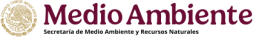 Medio Ambiente
Secretaría de Medio Ambiente y Recursos Naturales